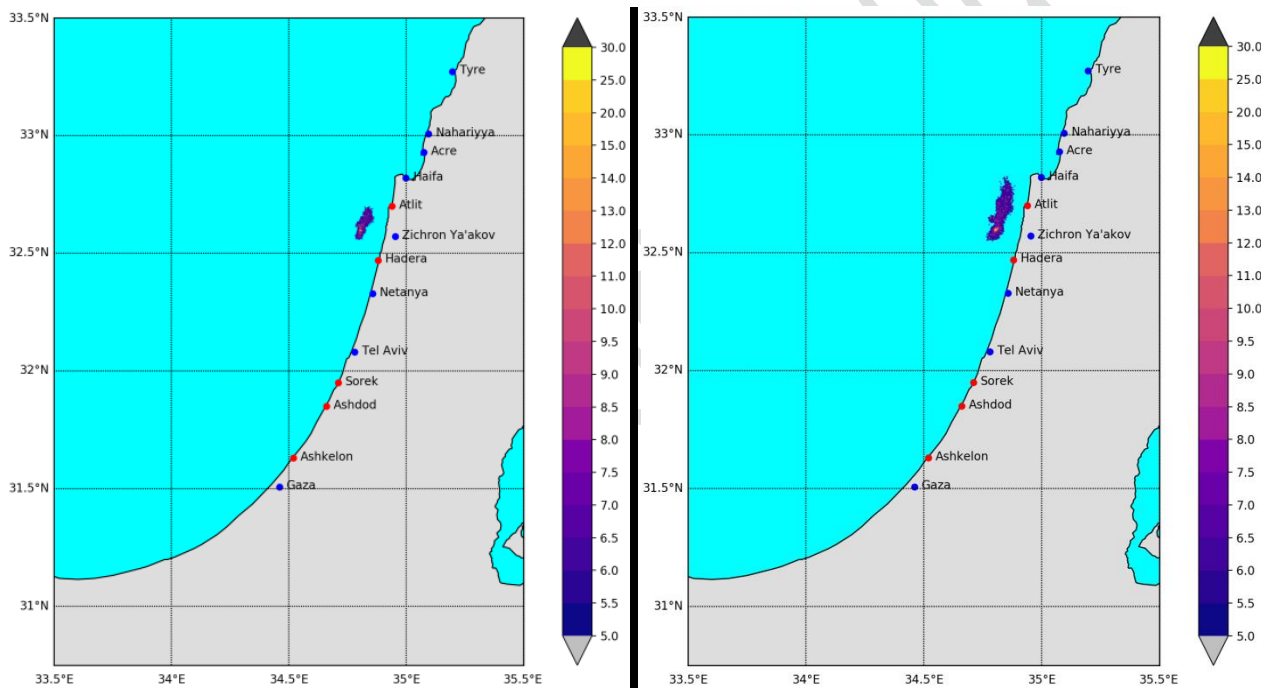 33.5°N
33°N
32.5°N
32°N
31.5°N
31°N
33.5°E
34°E
34.5°E
35°E
35.5°E
Tyre
Nahariyya
Acre
Haifa
Atlit
Zichron Ya'akov
Hadera
Netanya
Tel Aviv
Sorek
Ashdod
Ashkelon
Gaza
30.0
25.0
20.0
15.0
14.0
13.0
12.0
11.0
10.0
9.5
9.0
8.5
8.0
7.5
7.0
6.5
6.0
5.5
5.0
33.5°N
33°N
32.5°N
32°N
31.5°N
31°N
33.5°E
34°E
34.5°E
35°E
35.5°E
Tyre
Nahariyya
Acre
Haifa
Atlit
Zichron Ya'akov
Hadera
Netanya
Tel Aviv
Sorek
Ashdod
Ashkelon
Gaza
30.0
25.0
20.0
15.0
14.0
13.0
12.0
11.0
10.0
9.5
9.0
8.5
8.0
7.5
7.0
6.5
6.0
5.5
5.0